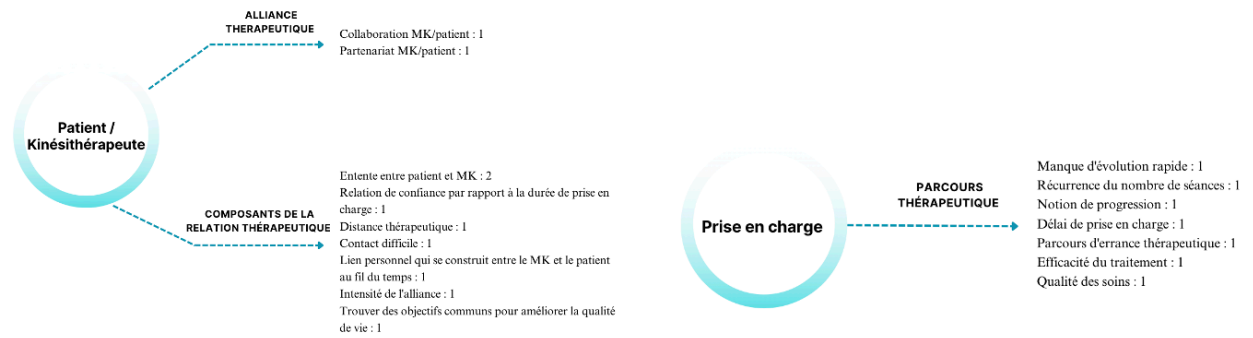 ALLIANCE
THERAPEUTIQUE
Collaboration MK/patient : 1
Partenariat MK/patient : 1
Patient /
Kinésithérapeute
COMPOSANTS DE LA
RELATION THÉRAPEUTIQUE
Entente entre patient et MK : 2
Relation de confiance par rapport à la durée de prise en
charge : 1
Distance thérapeutique : 1
Contact difficile : 1
Lien personnel qui se construit entre le MK et le patient
au fil du temps : 1
Intensité de l'alliance : 1
Trouver des objectifs communs pour améliorer la qualité
de vie : 1
Prise en charge
PARCOURS
THÉRAPEUTIQUE
Manque d'évolution rapide : 1
Récurrence du nombre de séances : 1
Notion de progression : 1
Délai de prise en charge : 1
Parcours d'errance thérapeutique : 1
Efficacité du traitement : 1
Qualité des soins : 1